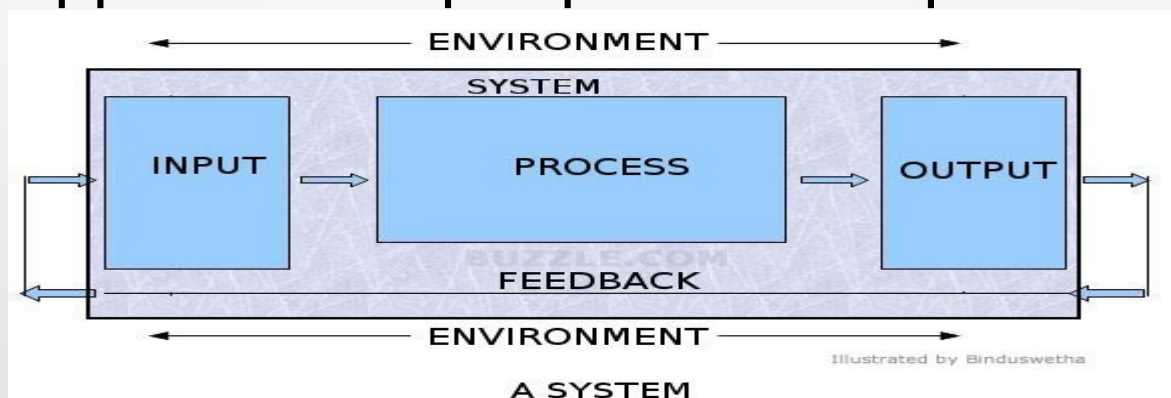 ENVIRONMENT
SYSTEM
INPUT
PROCESS
OUTPUT
BUZZLE.COM
FEEDBACK
ENVIRONMENT
Illustrated by Binduswetha
A SYSTEM